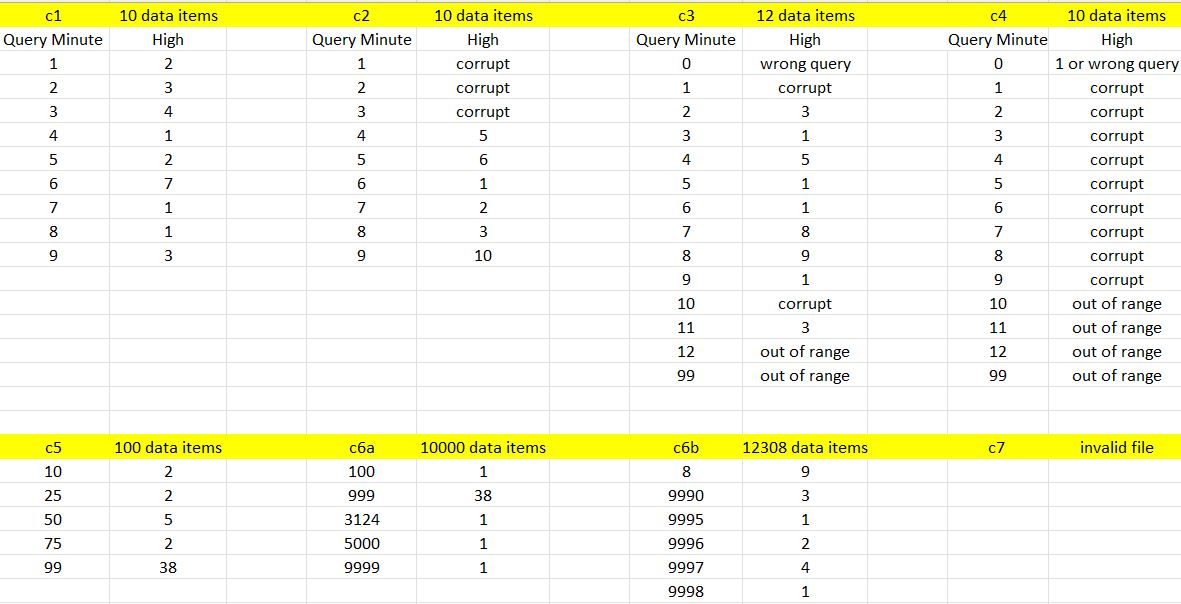 c1 10 data items c2 10 data items c3 12 data items c4 10 data items
Query Minute High Query Minute High Query Minute High Query Minute High
1 2 1 corrupt 0 wrong query 0 1 or wrong query
2 3 2 corrupt 1 corrupt 1 corrupt
3 4 3 corrupt 2 3 2 corrupt
4 1 4 5 3 1 3 corrupt
5 2 5 6 4 5 4 corrupt
6 7 6 1 5 1 5 corrupt
7 1 7 2 6 1 6 corrupt
8 1 8 3 7 8 7 corrupt
9 3 9 10 8 9 8 corrupt
9 1 9 corrupt
10 corrupt 10 out of range
11 3 11 out of range
12 out of range 12 out of range
99 out of range 99 out of range
c5 100 data items c6a 10000 data items c6b 12308 data items c7 invalid file
10 2 100 1 8 9
25 2 999 38 9990 3
50 5 3124 1 9995 1
75 2 5000 1 9996 2
99 38 9999 1 9997 4
9998 1